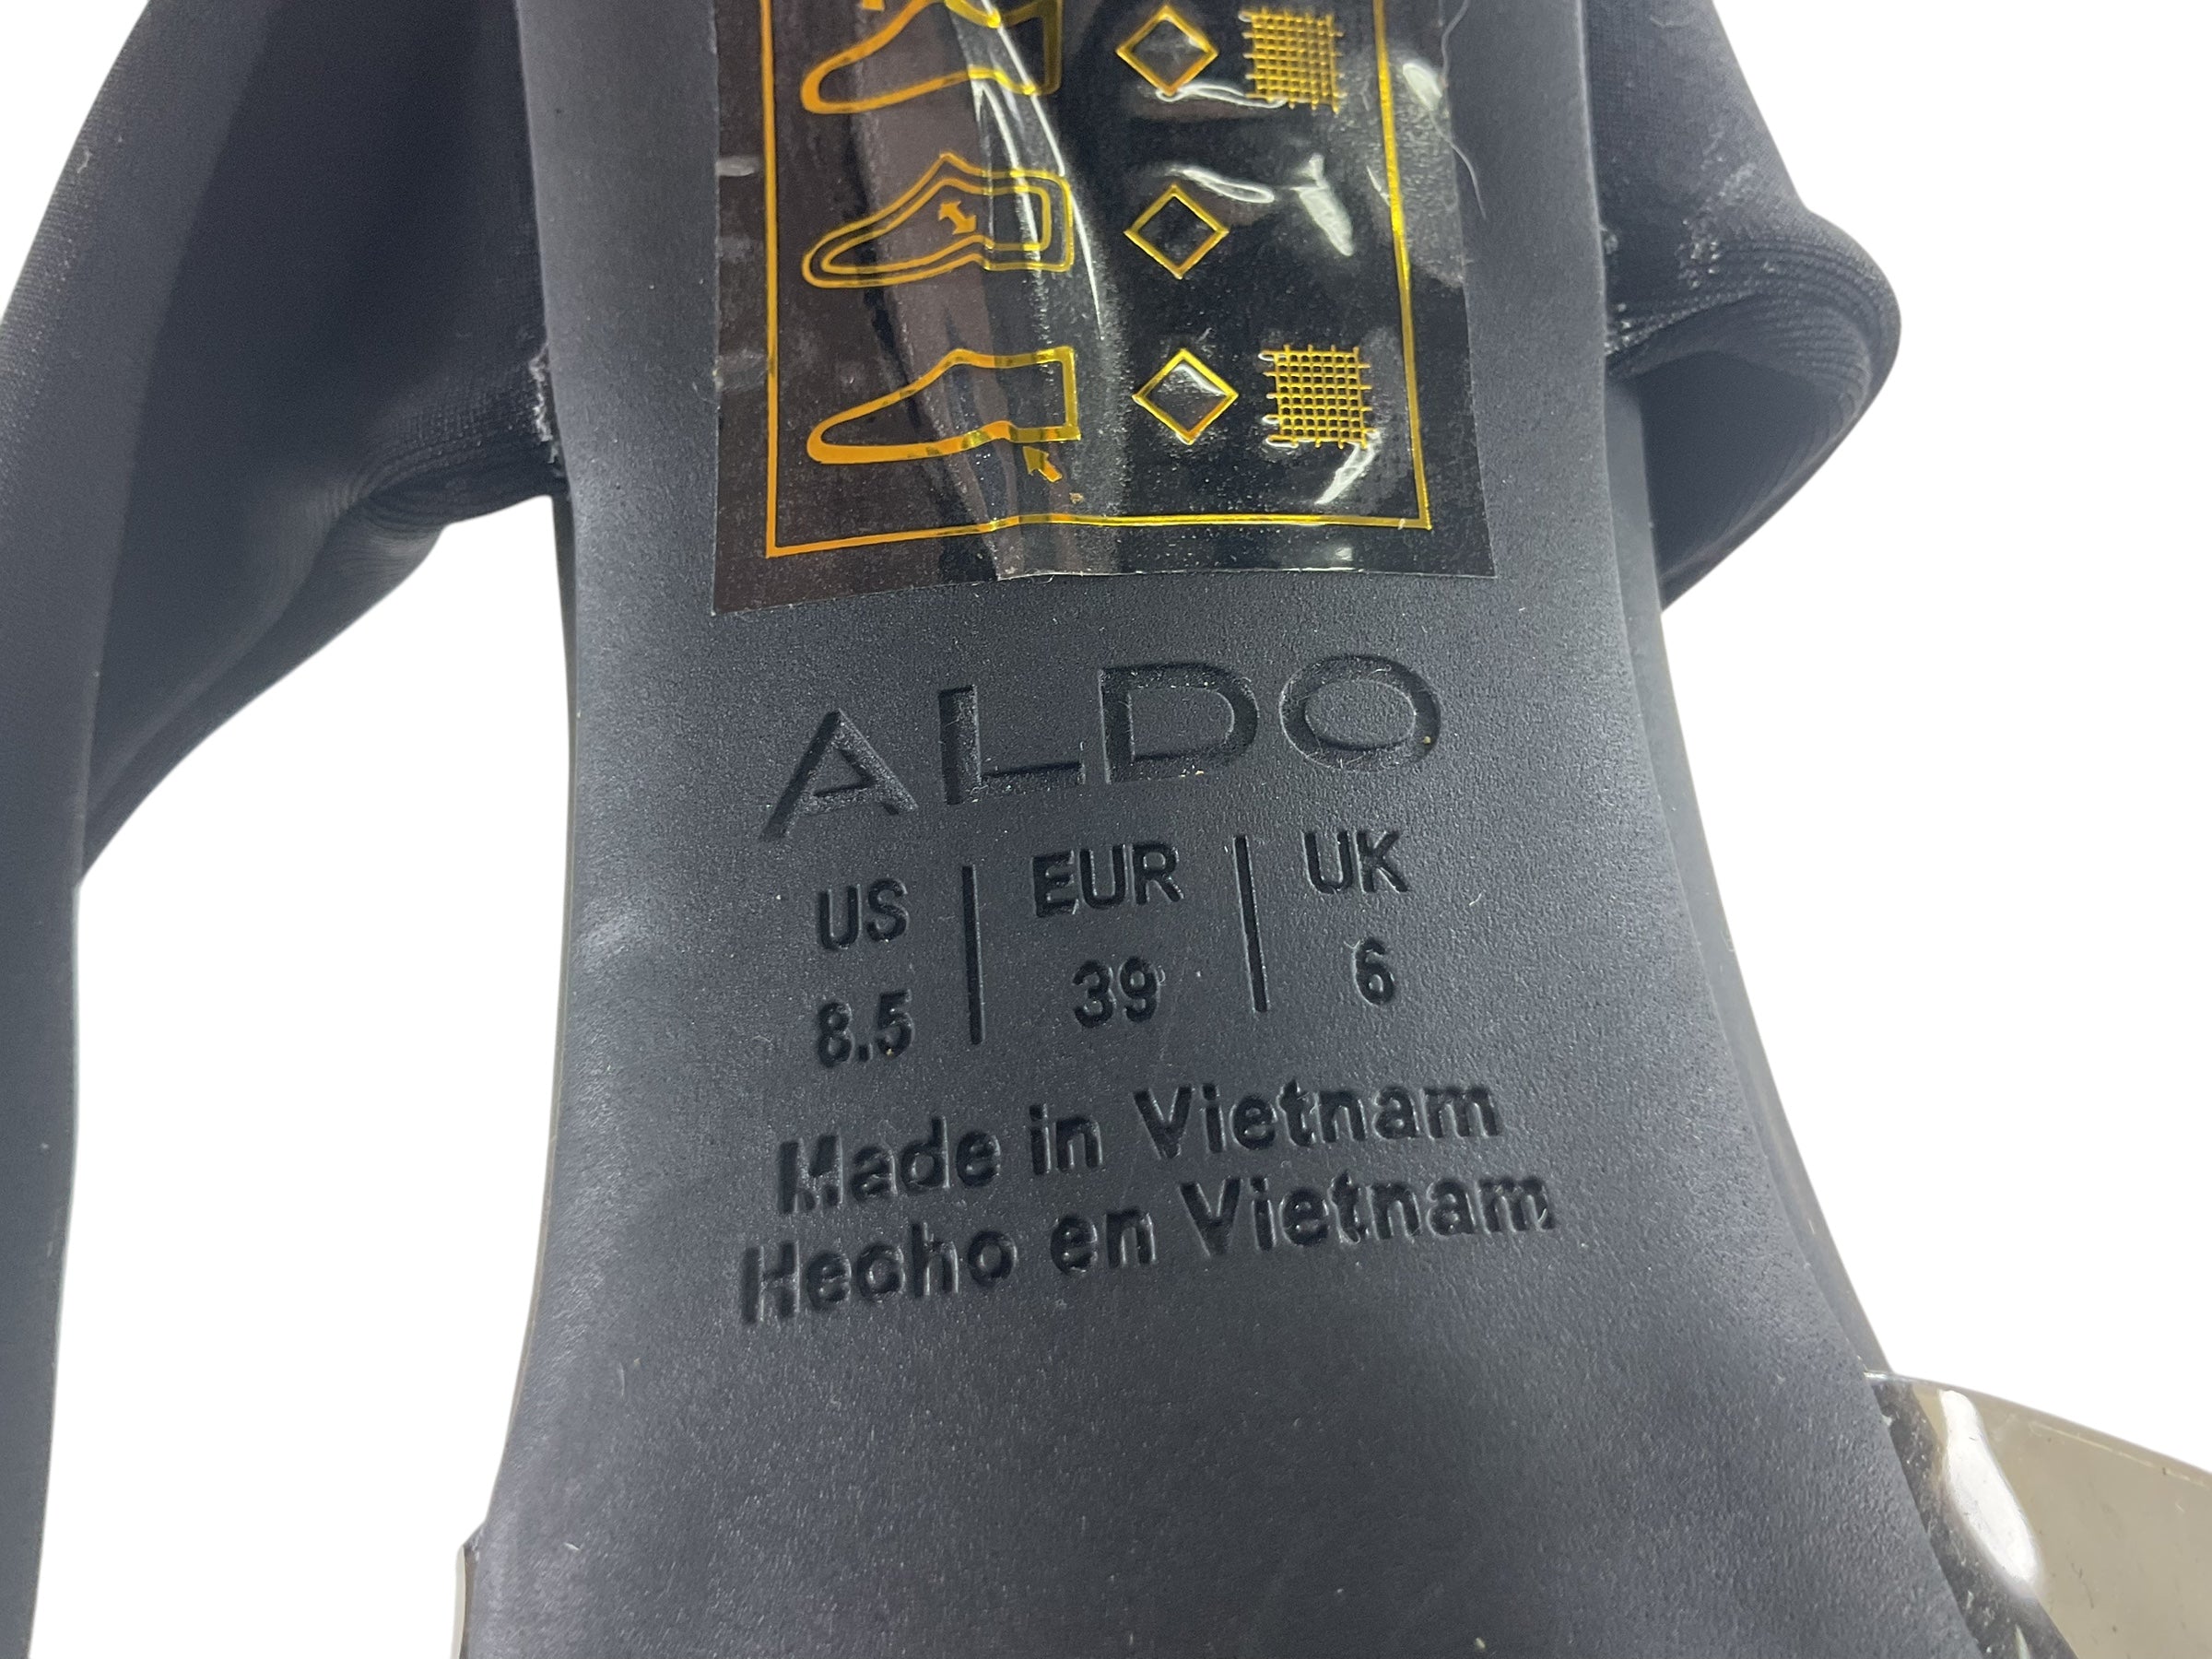 ALDO
US | EUR | UK
8.5 | 39 | 6
Made in Vietnam
Hecho en Vietnam